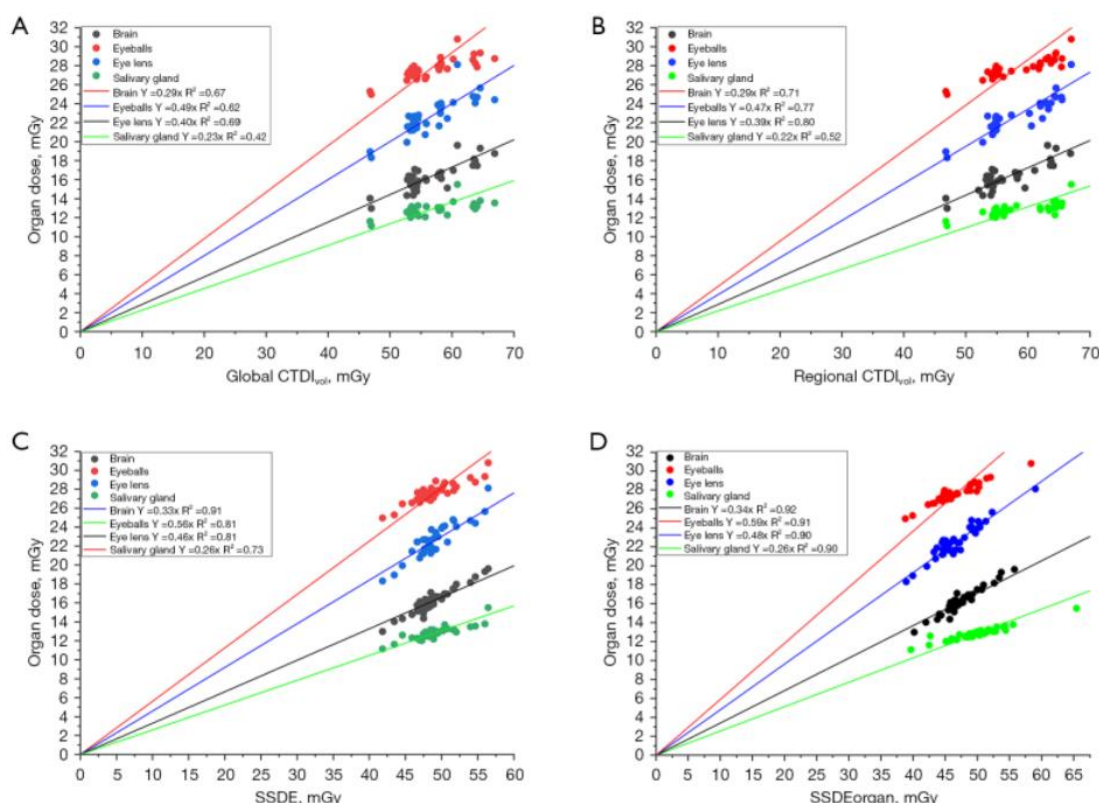 A
Organ dose, mGy
32
30
28
26
24
22
20
18
16
14
12
10
8
6
4
2
0
Brain
Eyeballs
Eye lens
Salivary gland
Brain Y =0.29x R² =0.67
Eyeballs Y =0.49x R² =0.62
Eye lens Y =0.40x R² =0.69
Salivary gland Y =0.23x R² =0.42
0 10 20 30 40 50 60 70
Global CTDIvol, mGy
B
Organ dose, mGy
32
30
28
26
24
22
20
18
16
14
12
10
8
6
4
2
0
Brain
Eyeballs
Eye lens
Salivary gland
Brain Y =0.29x R² =0.71
Eyeballs Y =0.47x R² =0.77
Eye lens Y =0.39x R² =0.80
Salivary gland Y =0.22x R² =0.52
0 10 20 30 40 50 60 70
Regional CTDIvol, mGy
C
Organ dose, mGy
32
30
28
26
24
22
20
18
16
14
12
10
8
6
4
2
0
Brain
Eyeballs
Eye lens
Salivary gland
Brain Y =0.33x R² =0.91
Eyeballs Y =0.56x R² =0.81
Eye lens Y =0.46x R² =0.81
Salivary gland Y =0.26x R² =0.73
0 5 10 15 20 25 30 35 40 45 50 55 60
SSDE, mGy
D
Organ dose, mGy
32
30
28
26
24
22
20
18
16
14
12
10
8
6
4
2
0
Brain
Eyeballs
Eye lens
Salivary gland
Brain Y =0.34x R² =0.92
Eyeballs Y =0.59x R² =0.91
Eye lens Y =0.48x R² =0.90
Salivary gland Y =0.26x R² =0.90
0 5 10 15 20 25 30 35 40 45 50 55 60 65
SSDEorgan, mGy